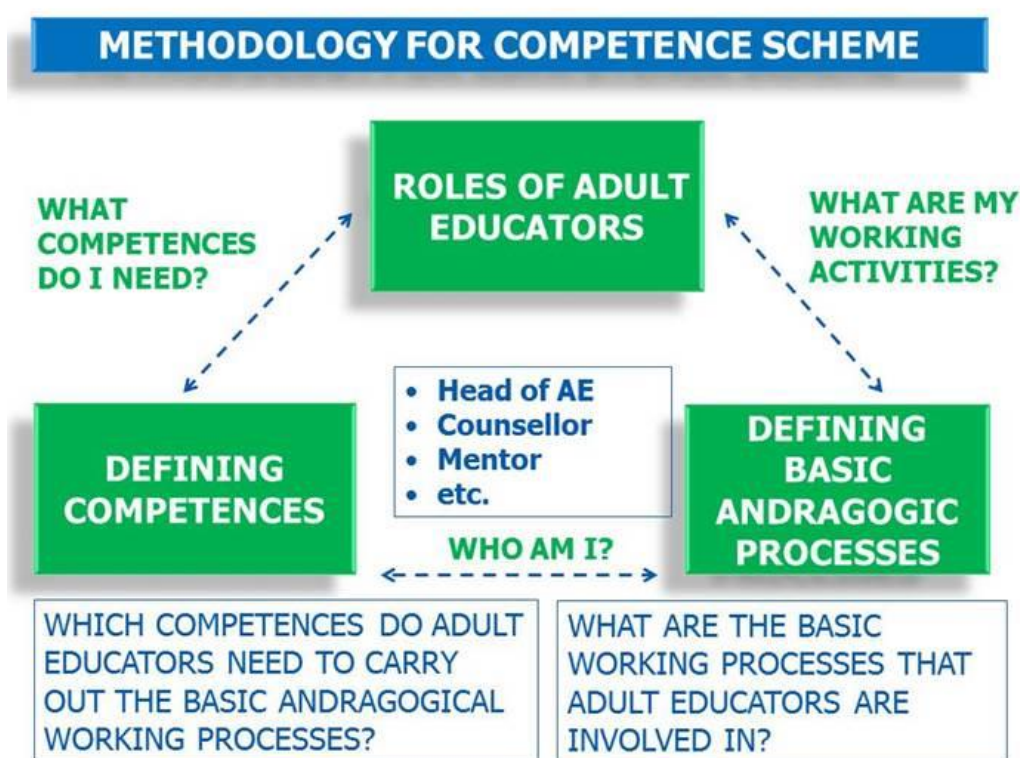 METHODOLOGY FOR COMPETENCE SCHEME
ROLES OF ADULT
EDUCATORS
WHAT
COMPETENCES
DO I NEED?
WHAT ARE MY
WORKING
ACTIVITIES?
• Head of AE
• Counsellor
• Mentor
• etc.
DEFINING
COMPETENCES
DEFINING
BASIC
ANDRAGOGIC
PROCESSES
WHO AM I?
WHICH COMPETENCES DO ADULT
EDUCATORS NEED TO CARRY
OUT THE BASIC ANDRAGOGICAL
WORKING PROCESSES?
WHAT ARE THE BASIC
WORKING PROCESSES THAT
ADULT EDUCATORS ARE
INVOLVED IN?